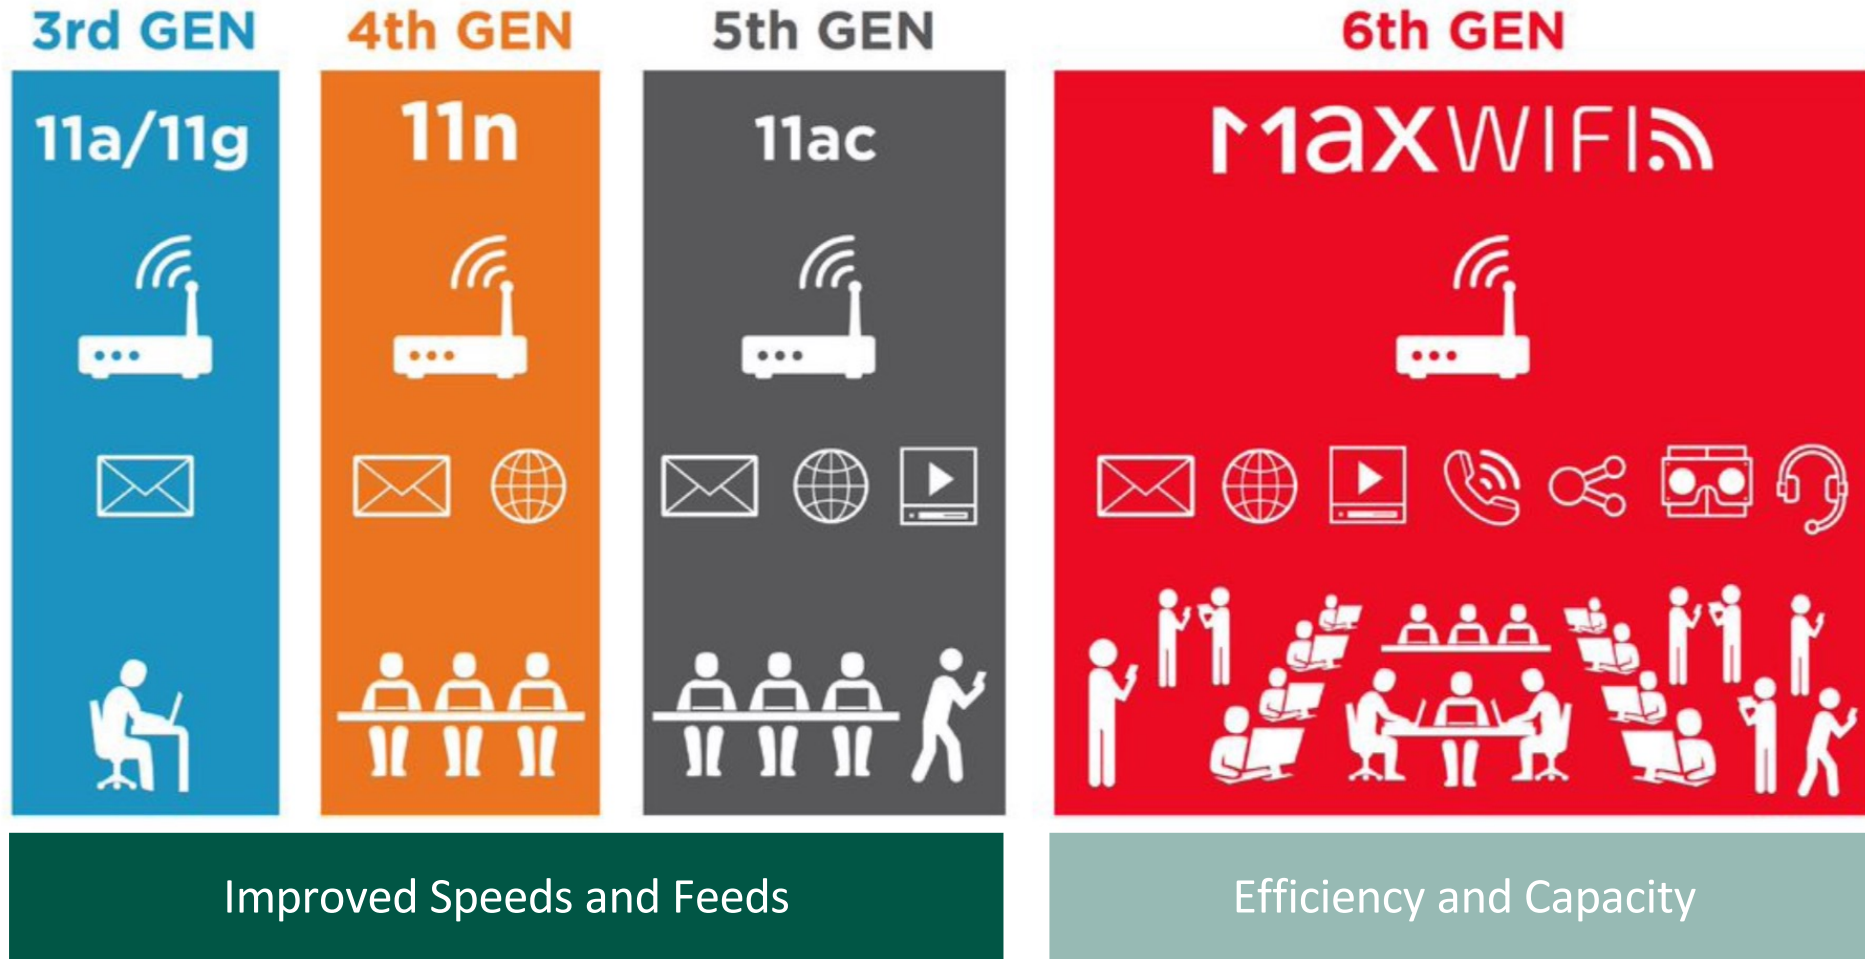 3rd GEN
4th GEN
5th GEN
6th GEN
11a/11g
11n
11ac
MaxWIFI
Improved Speeds and Feeds
Efficiency and Capacity